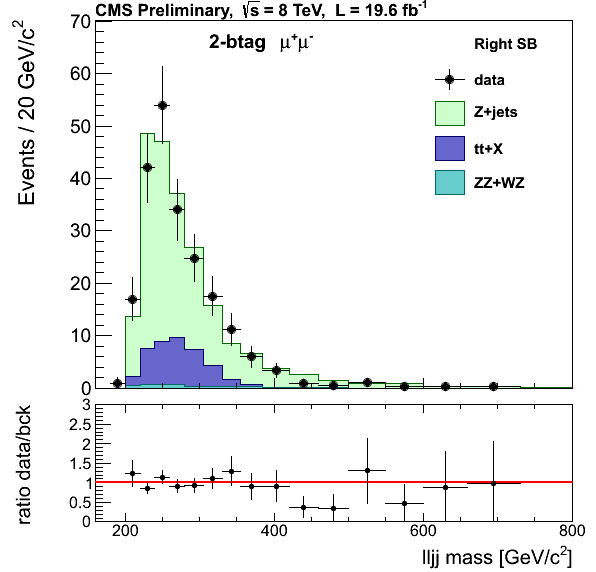 CMS Preliminary, √s = 8 TeV, L = 19.6 fb⁻¹
2-btag μ⁺μ⁻
Right SB
data
Z+jets
tt+X
ZZ+WZ
Events / 20 GeV/c²
70
60
50
40
30
20
10
0
ratio data/bck
3
2.5
2
1.5
1
0.5
0
200 400 600 800
lljj mass [GeV/c²]